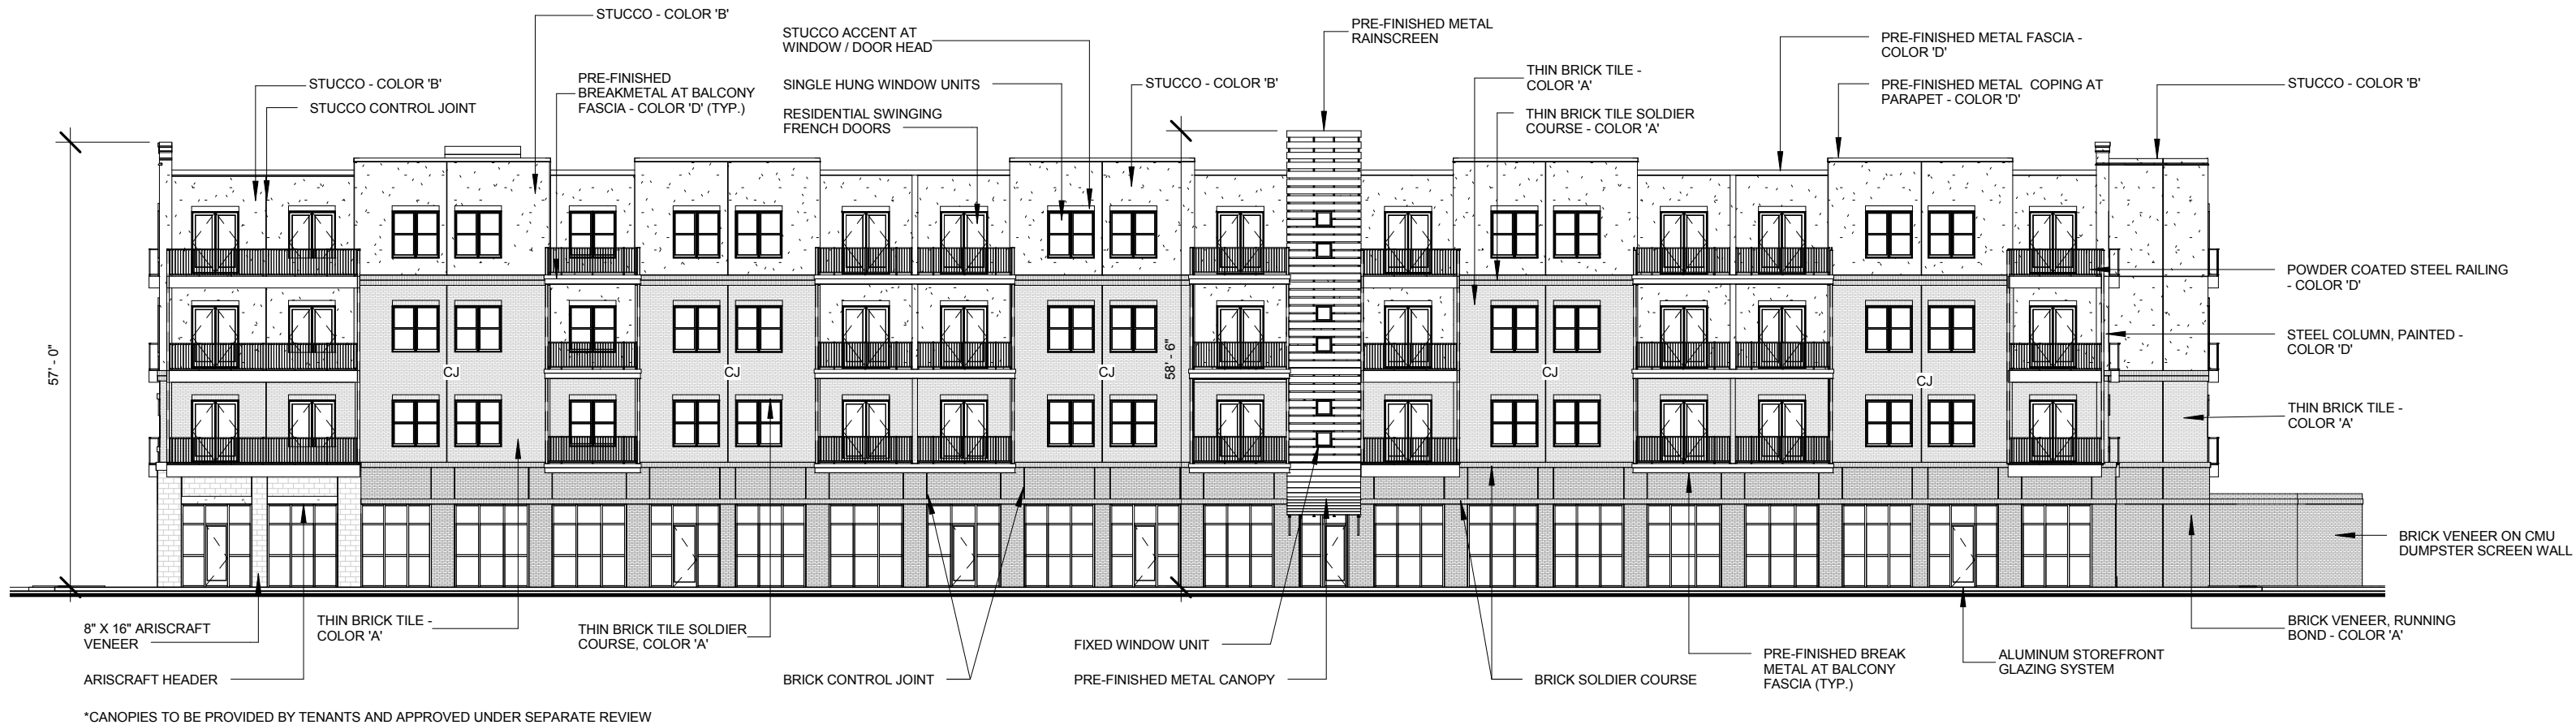 STUCCO - COLOR 'B'
STUCCO ACCENT AT
WINDOW / DOOR HEAD
PRE-FINISHED METAL
RAINSCREEN
PRE-FINISHED METAL FASCIA -
COLOR 'D'
STUCCO - COLOR 'B'
STUCCO CONTROL JOINT
PRE-FINISHED
BREAKMETAL AT BALCONY
FASCIA - COLOR 'D' (TYP.)
SINGLE HUNG WINDOW UNITS
RESIDENTIAL SWINGING
FRENCH DOORS
STUCCO - COLOR 'B'
THIN BRICK TILE -
COLOR 'A'
THIN BRICK TILE SOLDIER
COURSE - COLOR 'A'
PRE-FINISHED METAL COPING AT
PARAPET - COLOR 'D'
STUCCO - COLOR 'B'
57' - 0"
58' - 6"
CJ
CJ
CJ
CJ
CJ
POWDER COATED STEEL RAILING
- COLOR 'D'
STEEL COLUMN, PAINTED -
COLOR 'D'
THIN BRICK TILE -
COLOR 'A'
BRICK VENEER ON CMU
DUMPSTER SCREEN WALL
BRICK VENEER, RUNNING
BOND - COLOR 'A'
8" X 16" ARISCRAFT
VENEER
ARISCRAFT HEADER
THIN BRICK TILE -
COLOR 'A'
THIN BRICK TILE SOLDIER
COURSE, COLOR 'A'
BRICK CONTROL JOINT
FIXED WINDOW UNIT
PRE-FINISHED METAL CANOPY
BRICK SOLDIER COURSE
PRE-FINISHED BREAK
METAL AT BALCONY
FASCIA (TYP.)
ALUMINUM STOREFRONT
GLAZING SYSTEM
*CANOPIES TO BE PROVIDED BY TENANTS AND APPROVED UNDER SEPARATE REVIEW